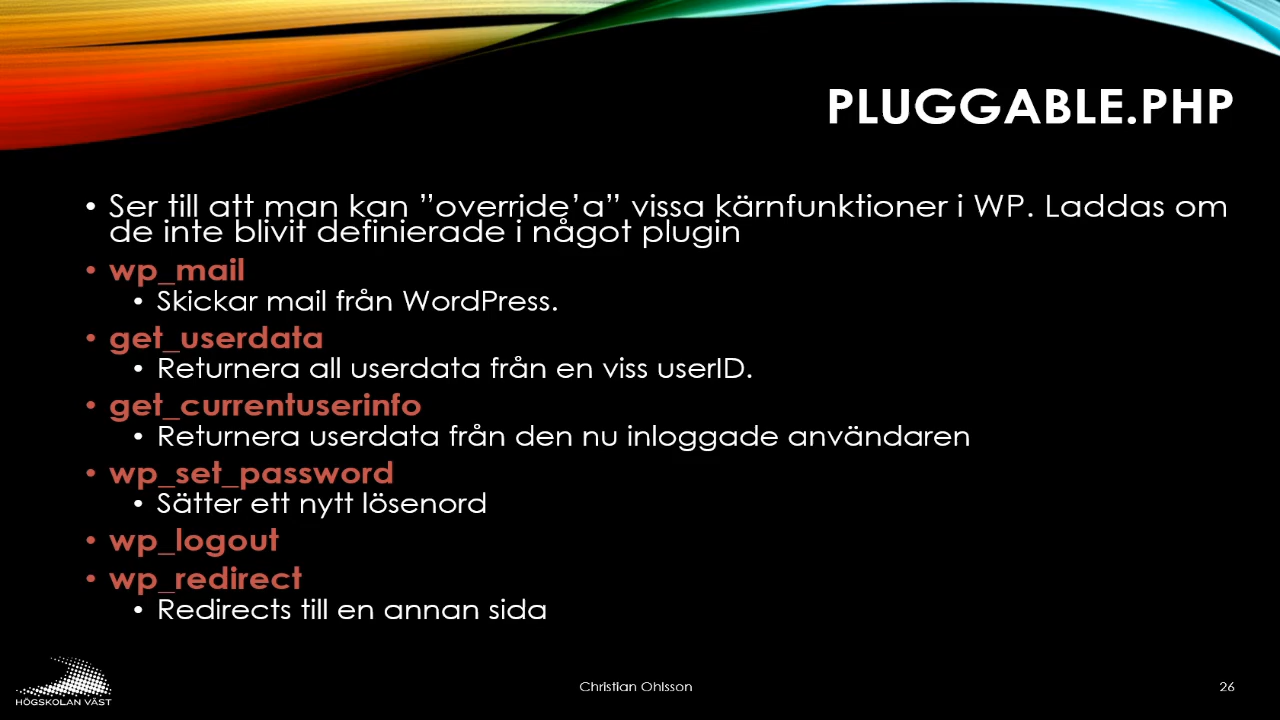 PLUGGABLE.PHP
• Ser till att man kan ”override’a” vissa kärnfunktioner i WP. Laddas om
de inte blivit definierade i något plugin
• wp_mail
• Skickar mail från WordPress.
• get_userdata
• Returnera all userdata från en viss userID.
• get_currentuserinfo
• Returnera userdata från den nu inloggade användaren
• wp_set_password
• Sätter ett nytt lösenord
• wp_logout
• wp_redirect
• Redirects till en annan sida
HÖGSKOLAN VÄST
Christian Ohlsson
26